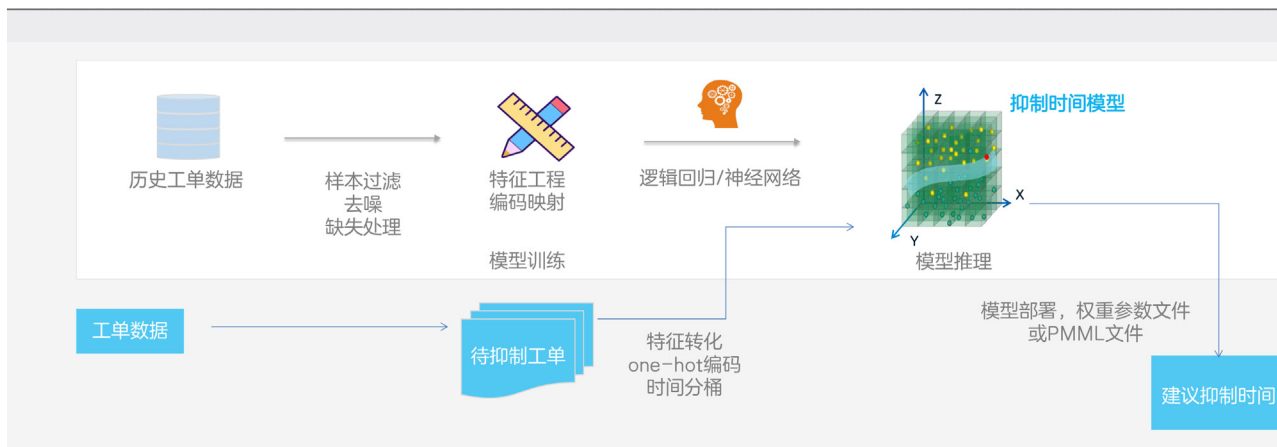 Z
抑制时间模型
历史工单数据
样本过滤
去噪
缺失处理
特征工程
编码映射
逻辑回归/神经网络
X
Y
模型训练
模型推理
工单数据
待抑制工单
特征转化
one-hot编码
时间分桶
模型部署，权重参数文件
或PMML文件
建议抑制时间